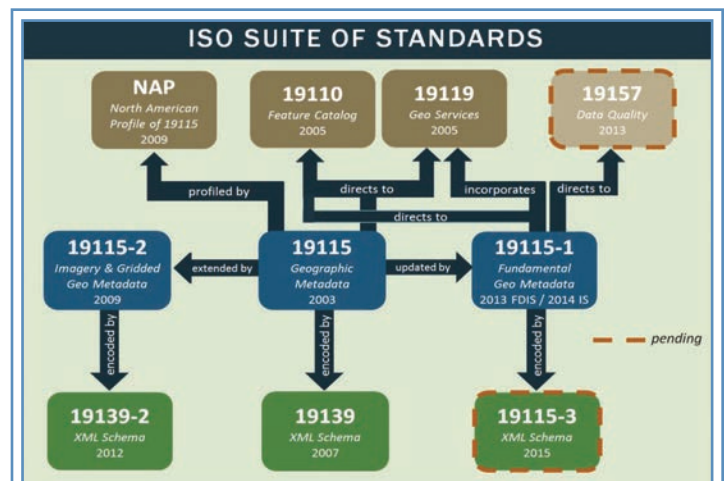 ISO SUITE OF STANDARDS
NAP
North American
Profile of 19115
2009
19110
Feature Catalog
2005
19119
Geo Services
2005
19157
Data Quality
2013
profiled by
directs to
incorporates
directs to
directs to
19115-2
Imagery & Gridded
Geo Metadata
2009
extended by
19115
Geographic
Metadata
2003
updated by
19115-1
Fundamental
Geo Metadata
2013 FDIS / 2014 IS
encoded by
encoded by
encoded by
pending
19139-2
XML Schema
2012
19139
XML Schema
2007
19115-3
XML Schema
2015